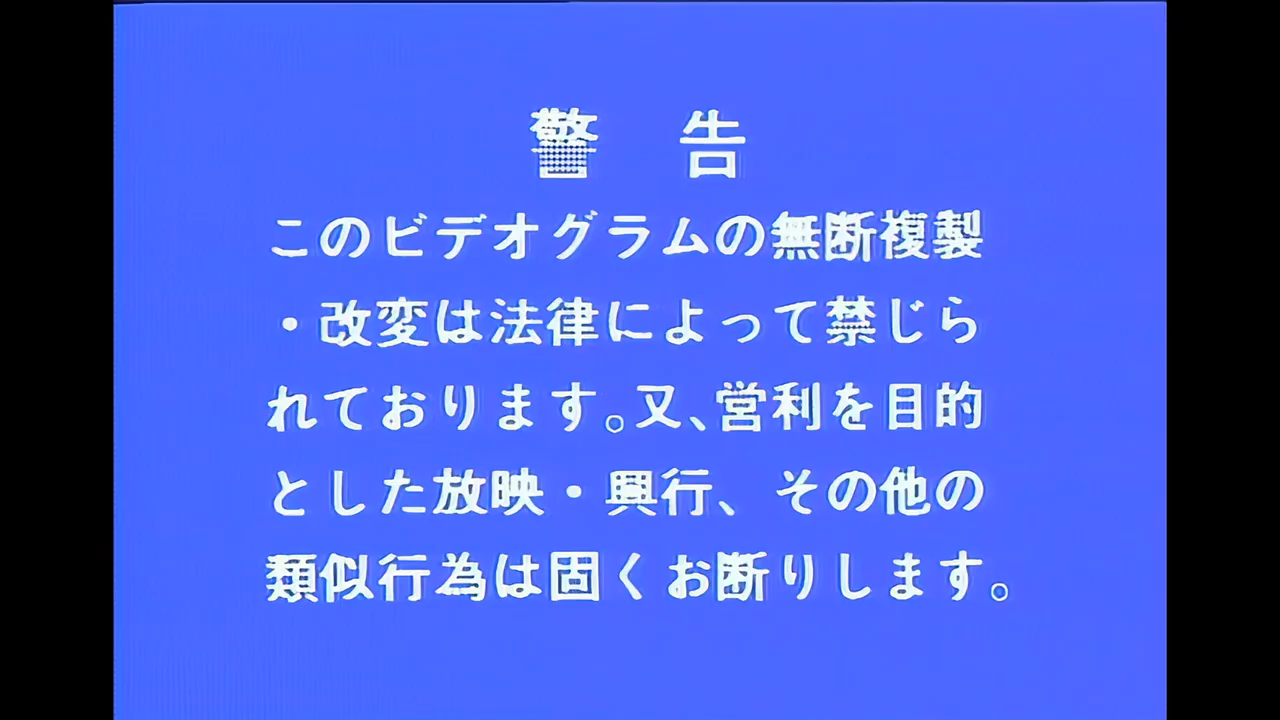 警　告
このビデオグラムの無断複製
・改変は法律によって禁じら
れております。又、営利を目的
とした放映・興行、その他の
類似行為は固くお断りします。